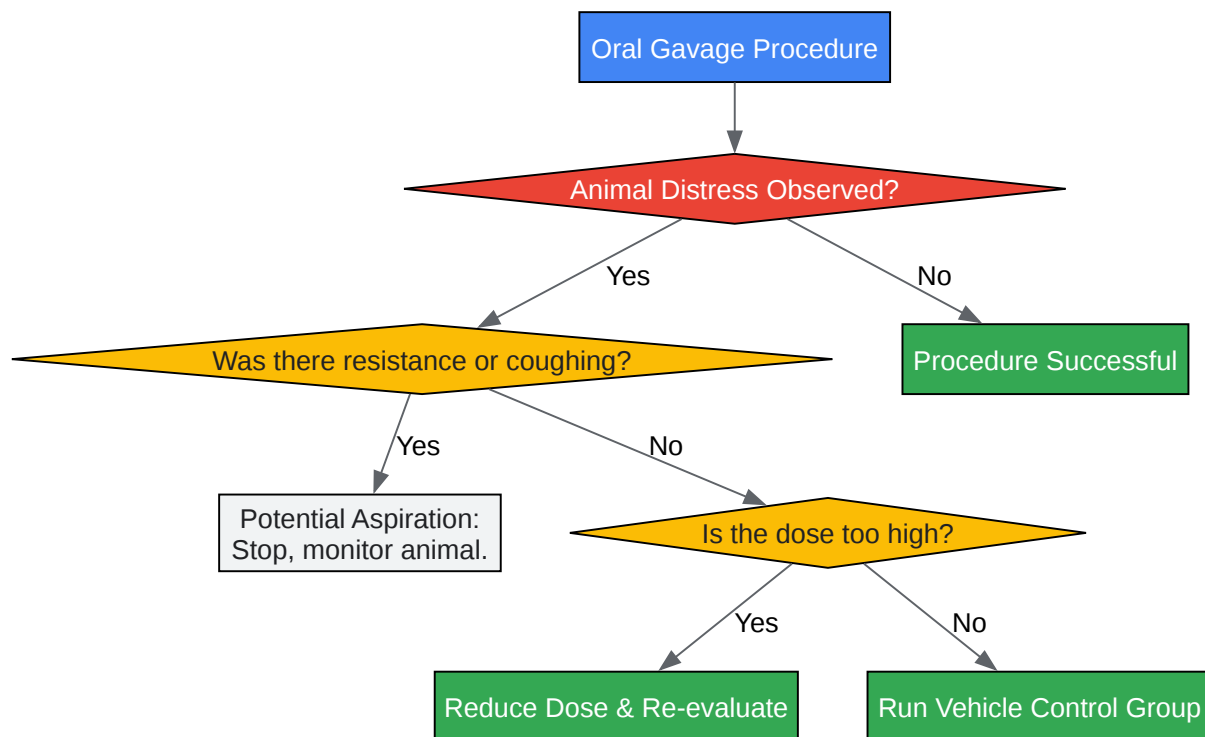 Oral Gavage Procedure
Animal Distress Observed?
Yes
No
Was there resistance or coughing?
Procedure Successful
Yes
No
Potential Aspiration:
Stop, monitor animal.
Is the dose too high?
Yes
No
Reduce Dose & Re-evaluate
Run Vehicle Control Group